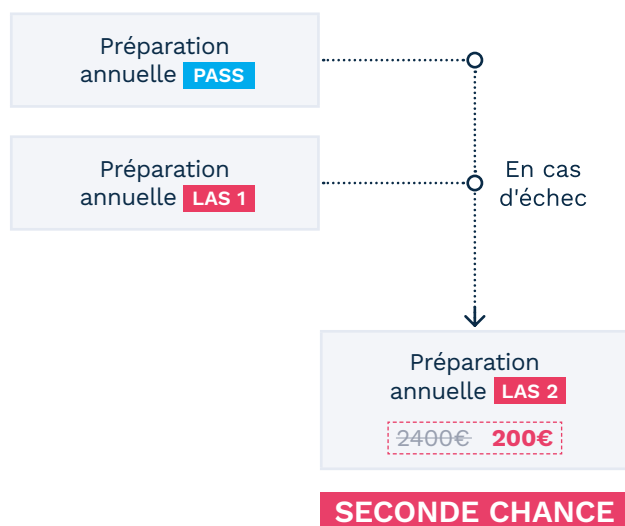 Préparation
annuelle PASS
Préparation
annuelle LAS 1
En cas
d'échec
Préparation
annuelle LAS 2
2400€ 200€
SECONDE CHANCE